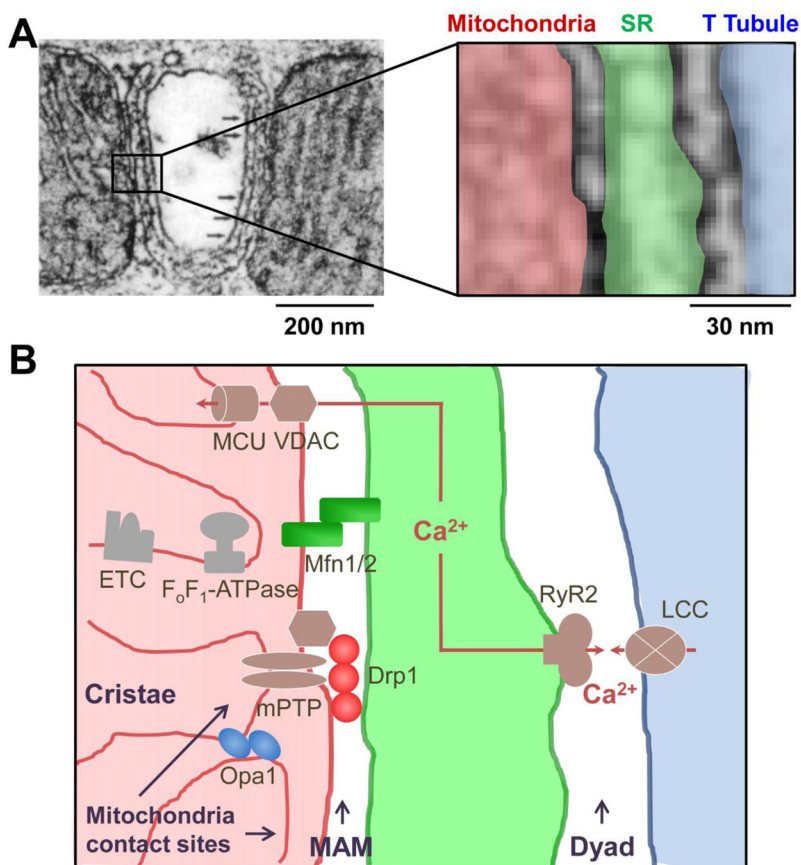 A
Mitochondria SR T Tubule
200 nm
30 nm
B
MCU VDAC
Ca²⁺
Mfn1/2
ETC
FₒF₁-ATPase
RyR2
LCC
Ca²⁺
Drp1
mPTP
Cristae
Opa1
Mitochondria
contact sites
MAM
Dyad